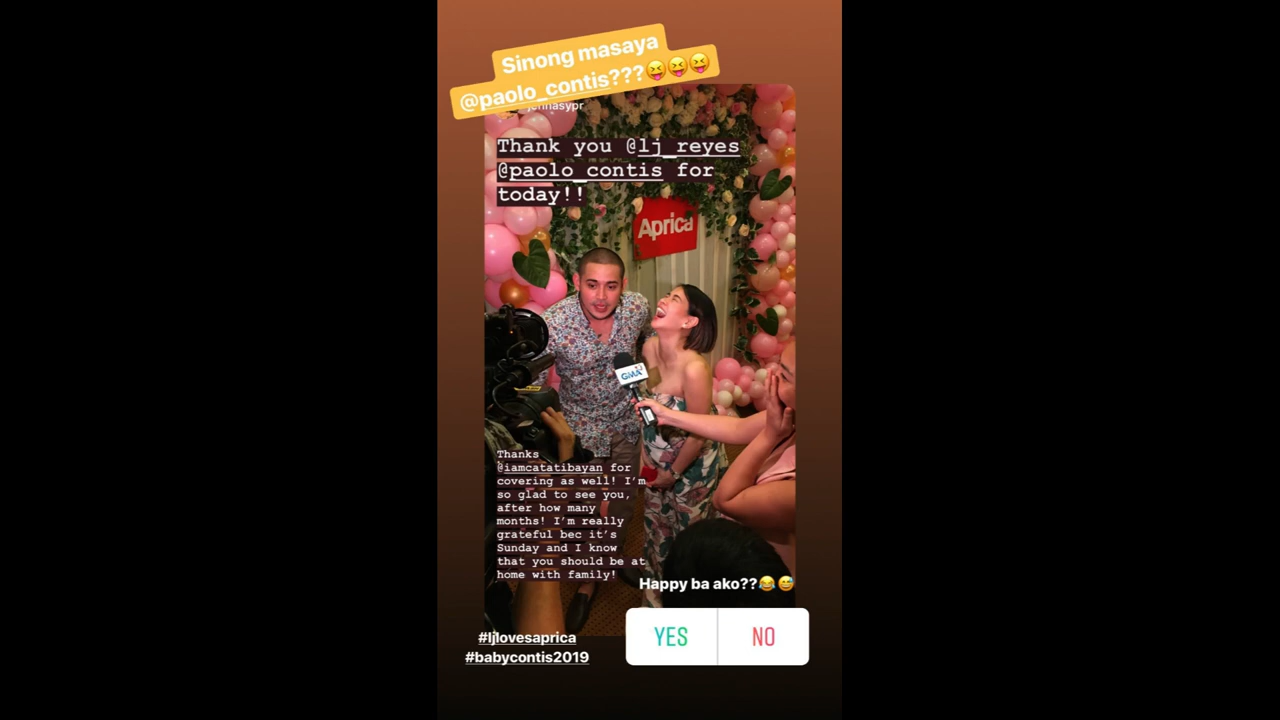 Sinong masaya
@paolo_contis???😝😝😝
jennasypr
Thank you @lj_reyes
@paolo_contis for
today!!
Aprica
GMA
Thanks
@iamcatatibayan for
covering as well! I'm
so glad to see you,
after how many
months! I'm really
grateful bec it's
Sunday and I know
that you should be at
home with family!
Happy ba ako??😂😅
YES NO
#ljlovesaprica
#babycontis2019